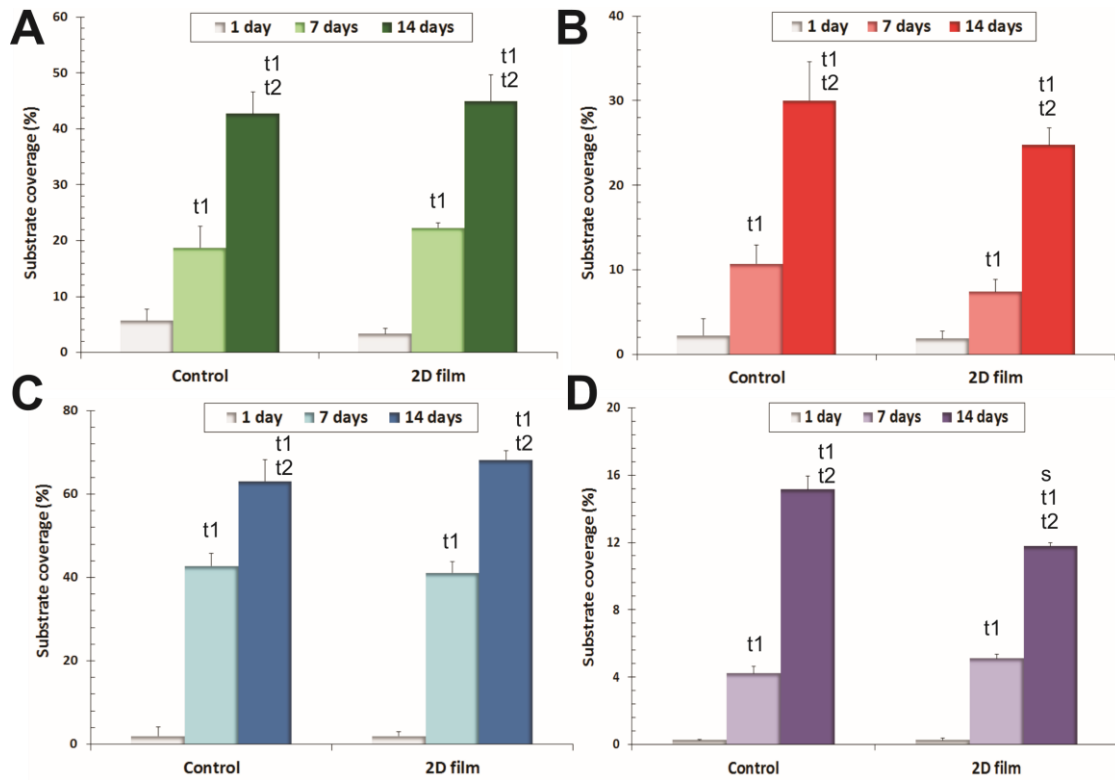 A
1 day 7 days 14 days
Substrate coverage (%)
60
50
40
30
20
10
0
t1
t1
t2
t1
t1
t2
Control 2D film
B
1 day 7 days 14 days
Substrate coverage (%)
40
30
20
10
0
t1
t1
t2
t1
t1
t2
Control 2D film
C
1 day 7 days 14 days
Substrate coverage (%)
80
60
40
20
0
t1
t1
t2
t1
t1
t2
Control 2D film
D
1 day 7 days 14 days
Substrate coverage (%)
20
16
12
8
4
0
t1
t1
t2
t1
s
t1
t2
Control 2D film